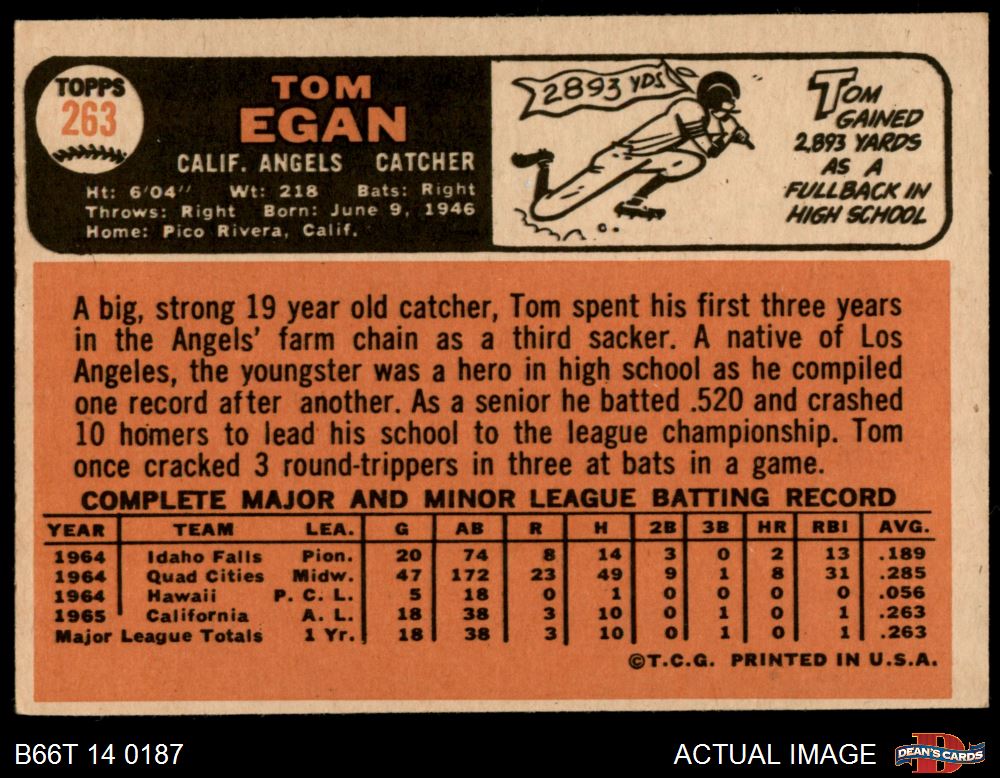 TOPPS
263
TOM
EGAN
CALIF. ANGELS CATCHER
Ht: 6'04" Wt: 218 Bats: Right
Throws: Right Born: June 9, 1946
Home: Pico Rivera, Calif.
2893 YDS
TOM
GAINED
2,893 YARDS
AS A
FULLBACK IN
HIGH SCHOOL
A big, strong 19 year old catcher, Tom spent his first three years
in the Angels' farm chain as a third sacker. A native of Los
Angeles, the youngster was a hero in high school as he compiled
one record after another. As a senior he batted .520 and crashed
10 homers to lead his school to the league championship. Tom
once cracked 3 round-trippers in three at bats in a game.
COMPLETE MAJOR AND MINOR LEAGUE BATTING RECORD
YEAR TEAM LEA. G AB R H 2B 3B HR RBI AVG.
1964 Idaho Falls Pion. 20 74 8 14 3 0 2 13 .189
1964 Quad Cities Midw. 47 172 23 49 9 1 8 31 .285
1964 Hawaii P. C. L. 5 18 0 1 0 0 0 0 .056
1965 California A. L. 18 38 3 10 0 1 0 1 .263
Major League Totals 1 Yr. 18 38 3 10 0 1 0 1 .263
©T.C.G. PRINTED IN U.S.A.
B66T 14 0187 ACTUAL IMAGE
D
DEAN'S CARDS